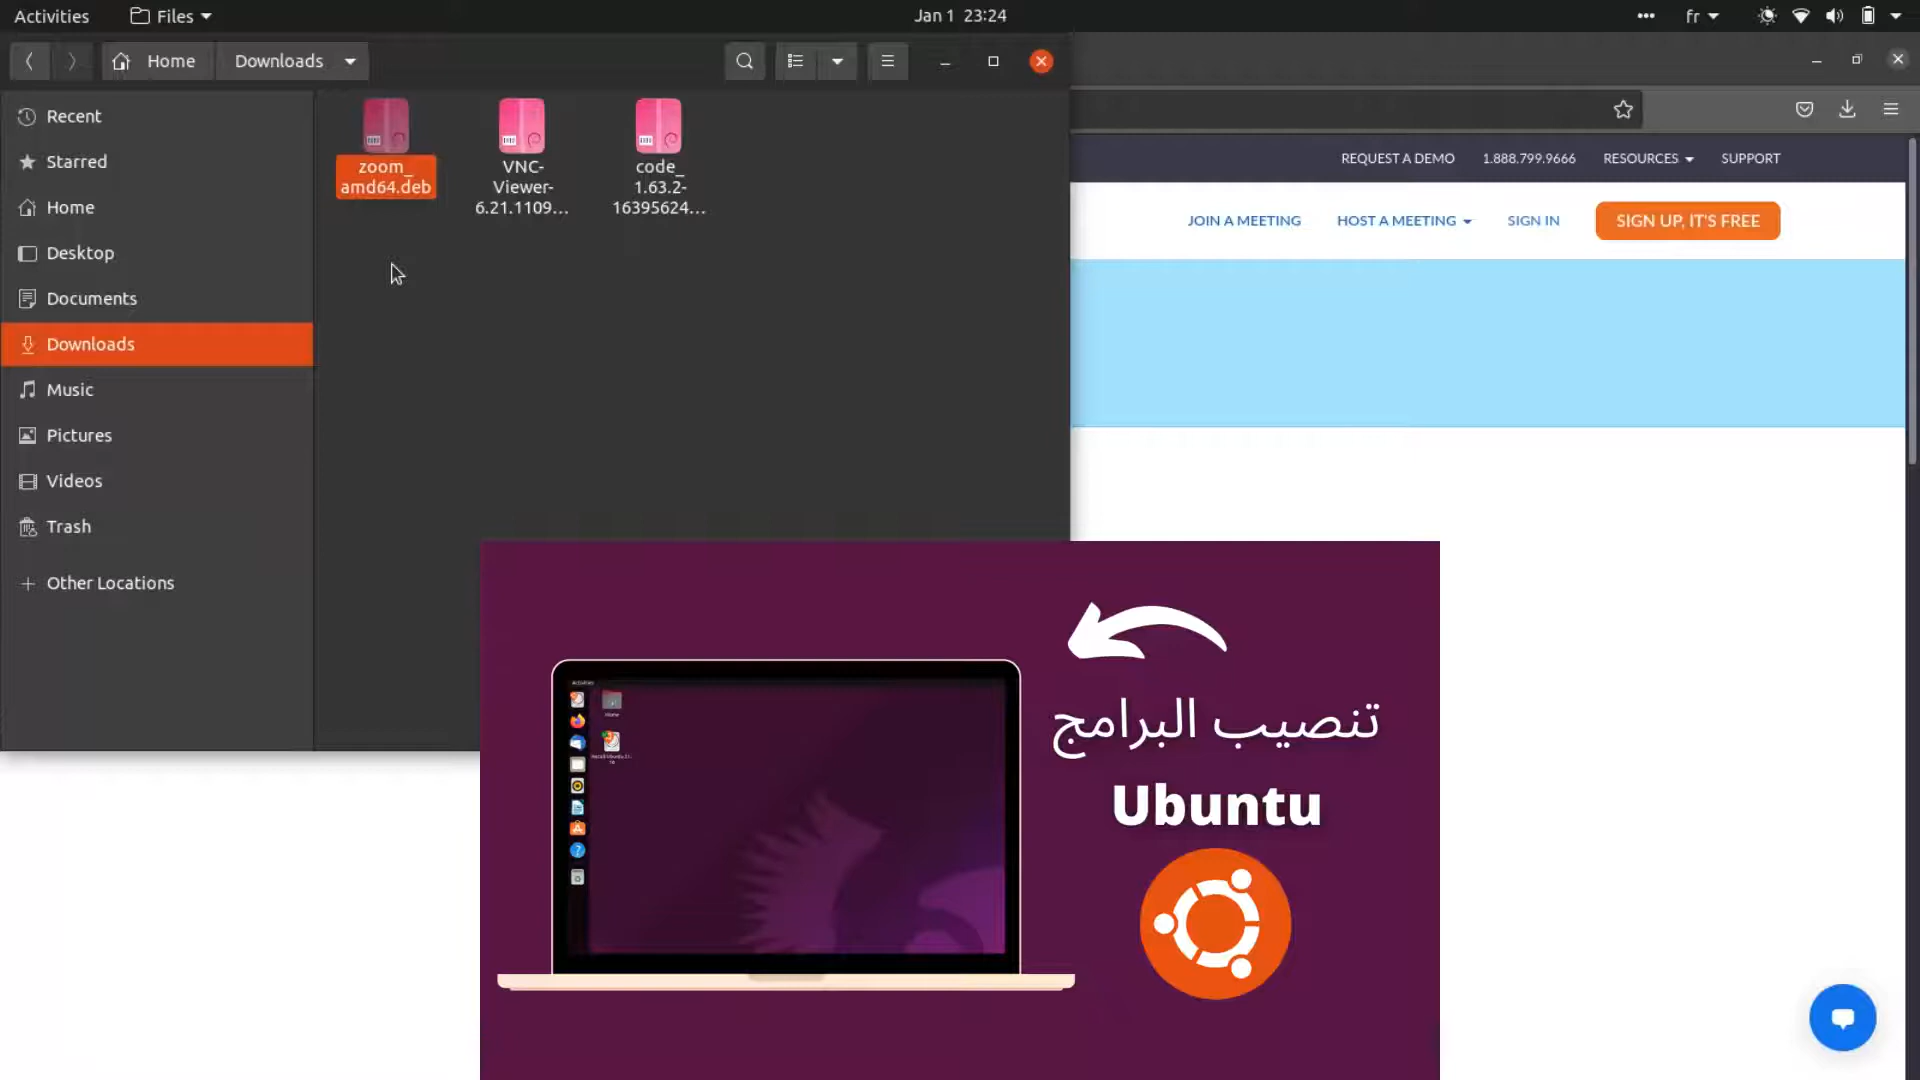 Activities
Files
Jan 1 23:24
fr
Home
Downloads
Recent
Starred
Home
Desktop
Documents
Downloads
Music
Pictures
Videos
Trash
Other Locations
zoom_
amd64.deb
VNC-
Viewer-
6.21.1109...
code_
1.63.2-
16395624...
REQUEST A DEMO
1.888.799.9666
RESOURCES
SUPPORT
JOIN A MEETING
HOST A MEETING
SIGN IN
SIGN UP, IT'S FREE
Activities
Home
تنصيب البرامج
Ubuntu